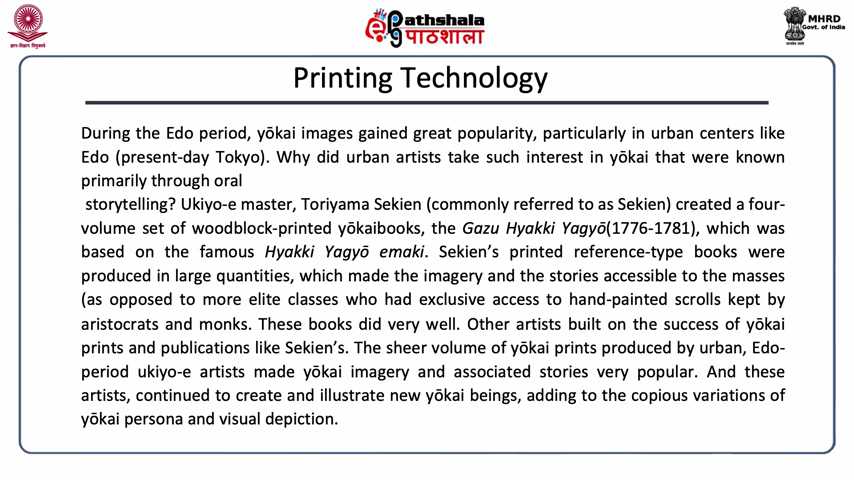 ePathshala
पाठशाला
MHRD
Govt. of India
Printing Technology
During the Edo period, yōkai images gained great popularity, particularly in urban centers like
Edo (present-day Tokyo). Why did urban artists take such interest in yōkai that were known
primarily through oral
storytelling? Ukiyo-e master, Toriyama Sekien (commonly referred to as Sekien) created a four-
volume set of woodblock-printed yōkaibooks, the Gazu Hyakki Yagyō(1776-1781), which was
based on the famous Hyakki Yagyō emaki. Sekien’s printed reference-type books were
produced in large quantities, which made the imagery and the stories accessible to the masses
(as opposed to more elite classes who had exclusive access to hand-painted scrolls kept by
aristocrats and monks. These books did very well. Other artists built on the success of yōkai
prints and publications like Sekien’s. The sheer volume of yōkai prints produced by urban, Edo-
period ukiyo-e artists made yōkai imagery and associated stories very popular. And these
artists, continued to create and illustrate new yōkai beings, adding to the copious variations of
yōkai persona and visual depiction.